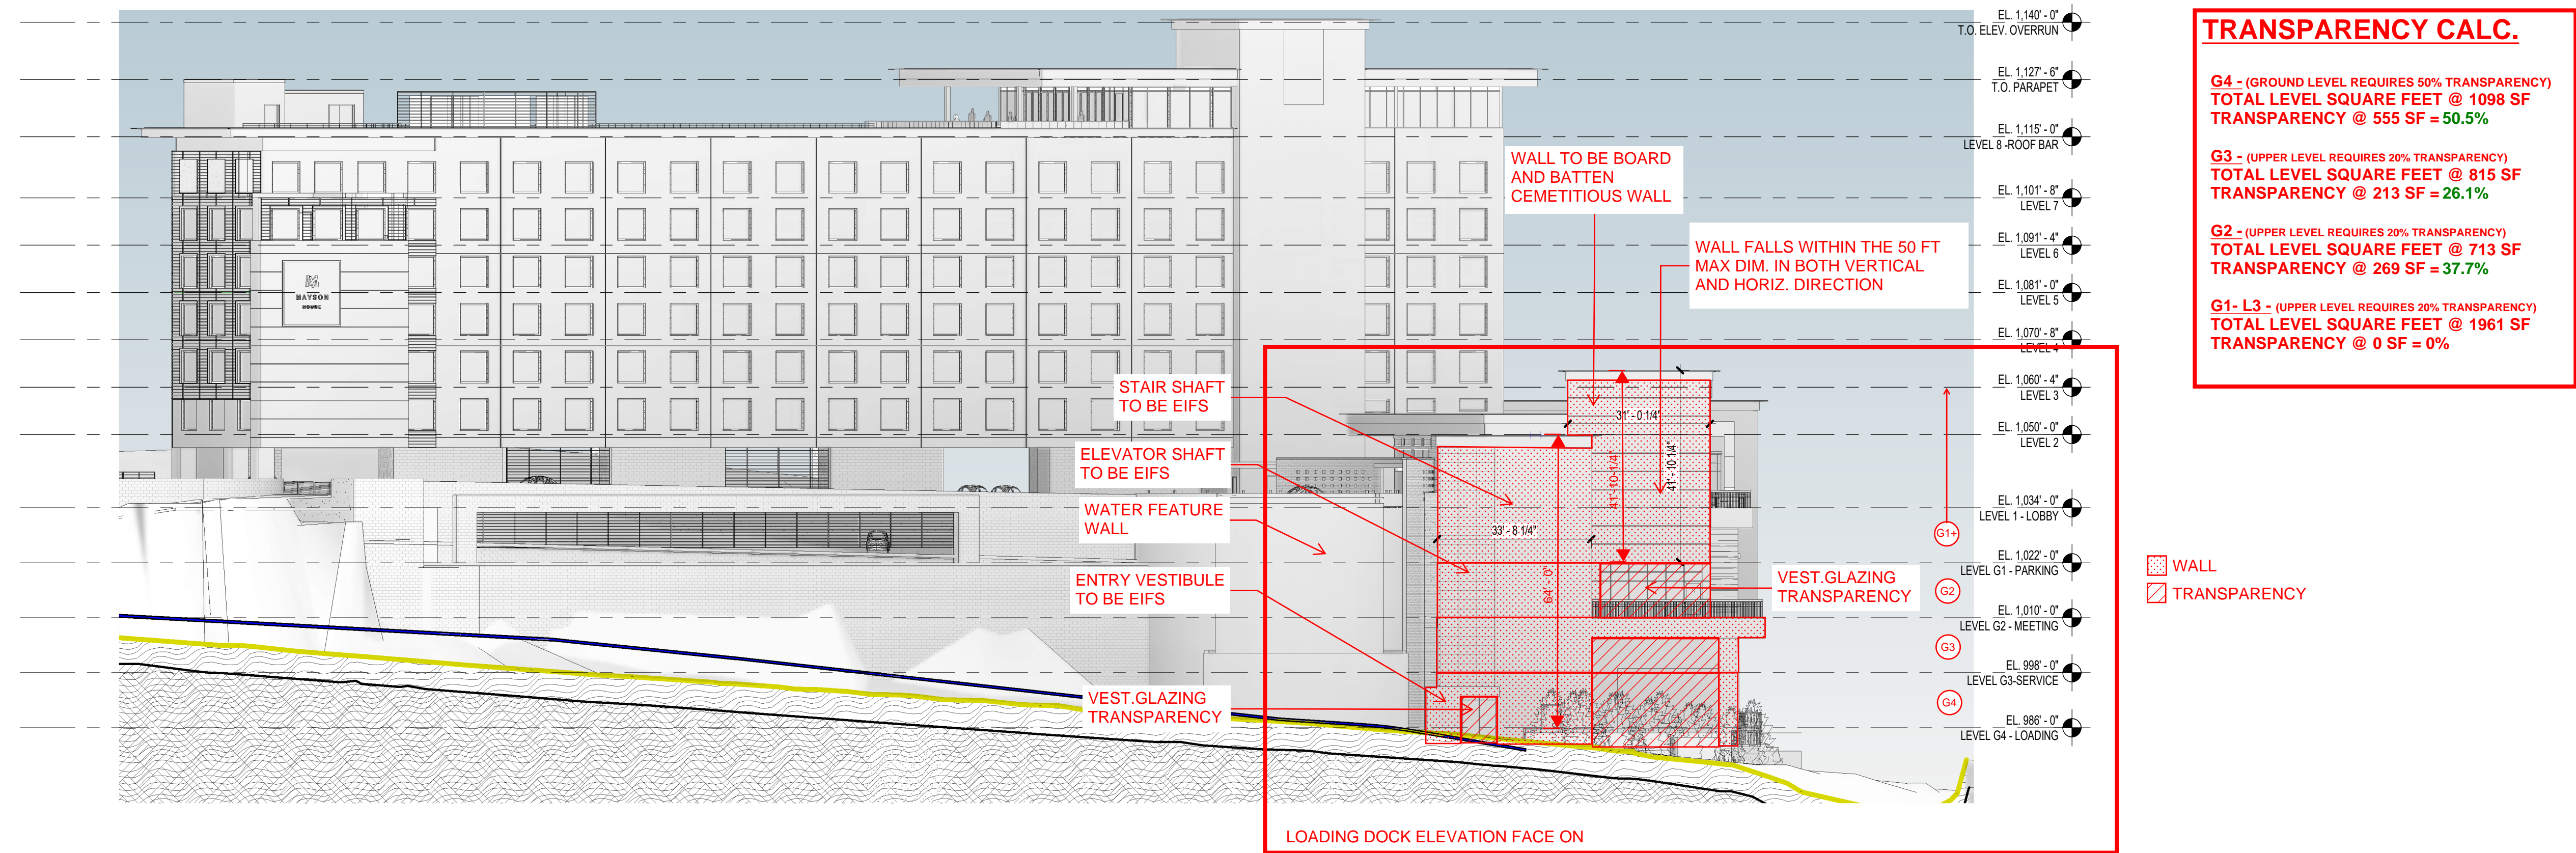 EL. 1,140' - 0"
T.O. ELEV. OVERRUN
EL. 1,127' - 6"
T.O. PARAPET
EL. 1,115' - 0"
LEVEL 8 -ROOF BAR
EL. 1,101' - 8"
LEVEL 7
EL. 1,091' - 4"
LEVEL 6
EL. 1,081' - 0"
LEVEL 5
EL. 1,070' - 8"
LEVEL 4
EL. 1,060' - 4"
LEVEL 3
EL. 1,050' - 0"
LEVEL 2
EL. 1,034' - 0"
LEVEL 1 - LOBBY
EL. 1,022' - 0"
LEVEL G1 - PARKING
EL. 1,010' - 0"
LEVEL G2 - MEETING
EL. 998' - 0"
LEVEL G3-SERVICE
EL. 986' - 0"
LEVEL G4 - LOADING
MAYSON
HOUSE
WALL TO BE BOARD
AND BATTEN
CEMETITIOUS WALL
WALL FALLS WITHIN THE 50 FT
MAX DIM. IN BOTH VERTICAL
AND HORIZ. DIRECTION
STAIR SHAFT
TO BE EIFS
ELEVATOR SHAFT
TO BE EIFS
WATER FEATURE
WALL
ENTRY VESTIBULE
TO BE EIFS
VEST.GLAZING
TRANSPARENCY
VEST.GLAZING
TRANSPARENCY
31' - 0 1/4"
41'-10-1/4"
41' - 10 1/4"
33' - 8 1/4"
64'- 0"
G1+
G2
G3
G4
LOADING DOCK ELEVATION FACE ON
TRANSPARENCY CALC.
G4 - (GROUND LEVEL REQUIRES 50% TRANSPARENCY)
TOTAL LEVEL SQUARE FEET @ 1098 SF
TRANSPARENCY @ 555 SF = 50.5%
G3 - (UPPER LEVEL REQUIRES 20% TRANSPARENCY)
TOTAL LEVEL SQUARE FEET @ 815 SF
TRANSPARENCY @ 213 SF = 26.1%
G2 - (UPPER LEVEL REQUIRES 20% TRANSPARENCY)
TOTAL LEVEL SQUARE FEET @ 713 SF
TRANSPARENCY @ 269 SF = 37.7%
G1- L3 - (UPPER LEVEL REQUIRES 20% TRANSPARENCY)
TOTAL LEVEL SQUARE FEET @ 1961 SF
TRANSPARENCY @ 0 SF = 0%
WALL
TRANSPARENCY